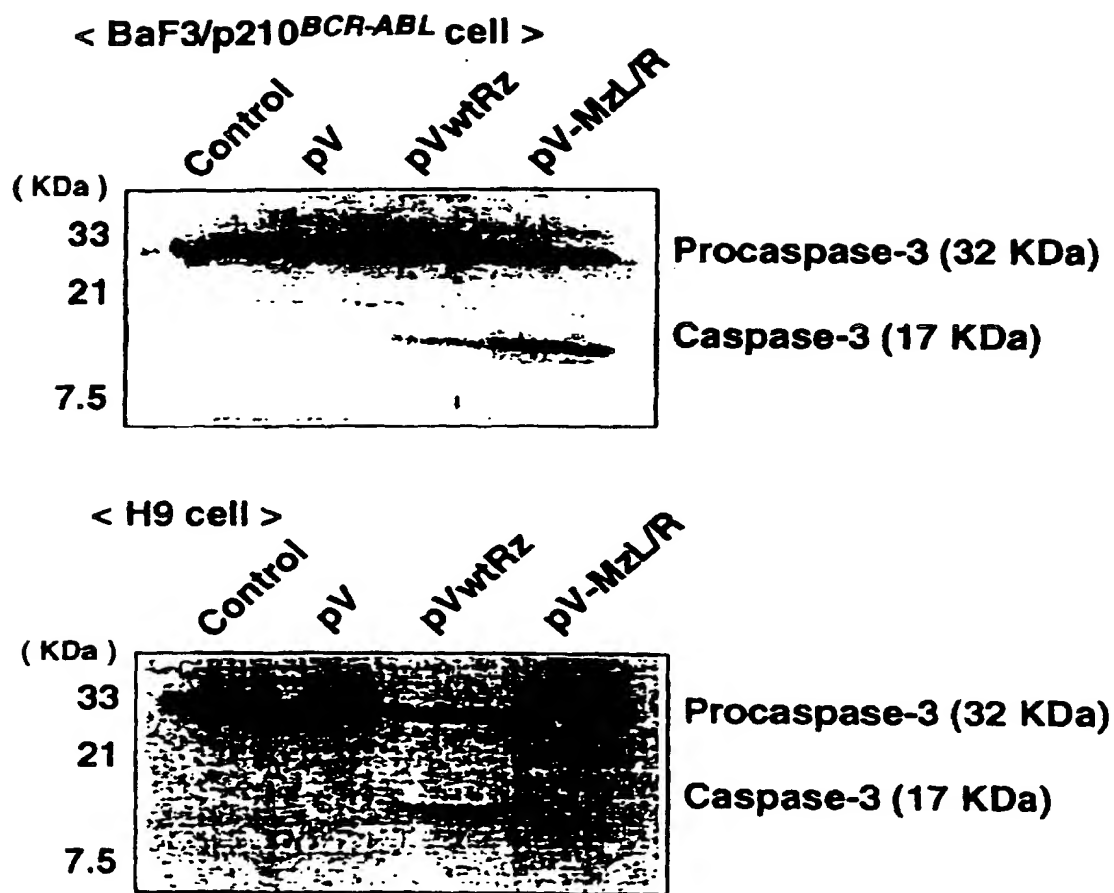 < BaF3/p210BCR-ABL cell >
Control pV pVwtRz pV-MzL/R
( KDa )
33
Procaspase-3 (32 KDa)
21
Caspase-3 (17 KDa)
7.5
< H9 cell >
Control pV pVwtRz pV-MzL/R
( KDa )
33
Procaspase-3 (32 KDa)
21
Caspase-3 (17 KDa)
7.5